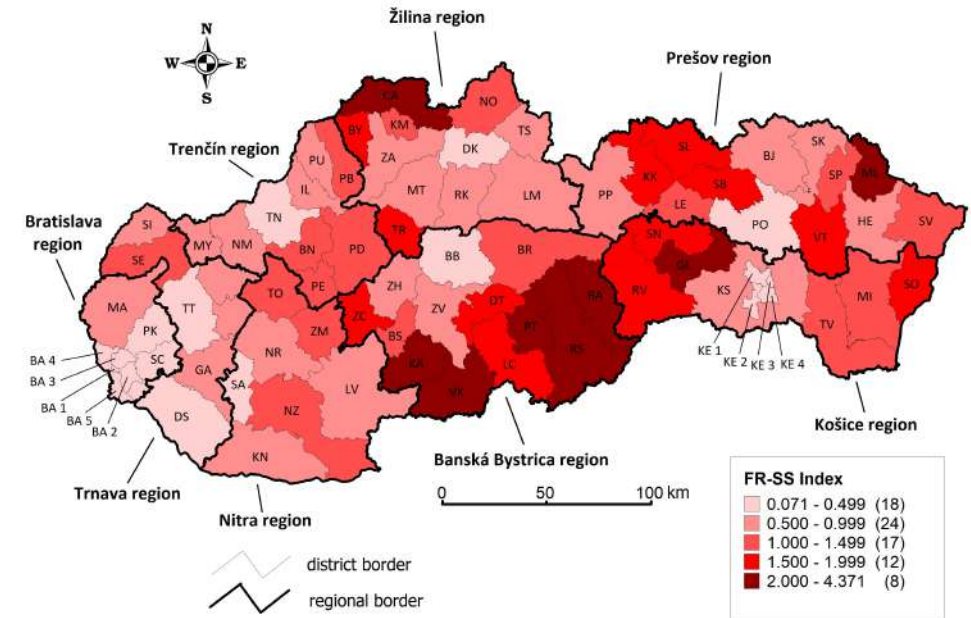 Žilina region
N
W E
S
Prešov region
CA
NO
BY
KM
TS
SL
BJ
SK
Trenčín region
PU
ZA
DK
KK
SB
SP
ML
IL
PB
MT
RK
LM
PP
LE
HE
SV
Bratislava
region
SI
TN
PO
VT
MY
NM
BN
PD
TR
BB
BR
SN
GL
SE
PE
SO
MA
TT
TO
ZC
ZH
ZV
DT
RA
RV
KS
MI
PK
ZM
BS
PT
TV
BA 4
SC
GA
NR
KA
LC
RS
KE 1
KE 2
KE 3
KE 4
BA 3
SA
LV
VK
BA 1
BA 5
BA 2
DS
NZ
KN
Košice region
Banská Bystrica region
Trnava region
Nitra region
0 50 100 km
FR-SS Index
0.071 - 0.499 (18)
0.500 - 0.999 (24)
1.000 - 1.499 (17)
1.500 - 1.999 (12)
2.000 - 4.371 (8)
district border
regional border